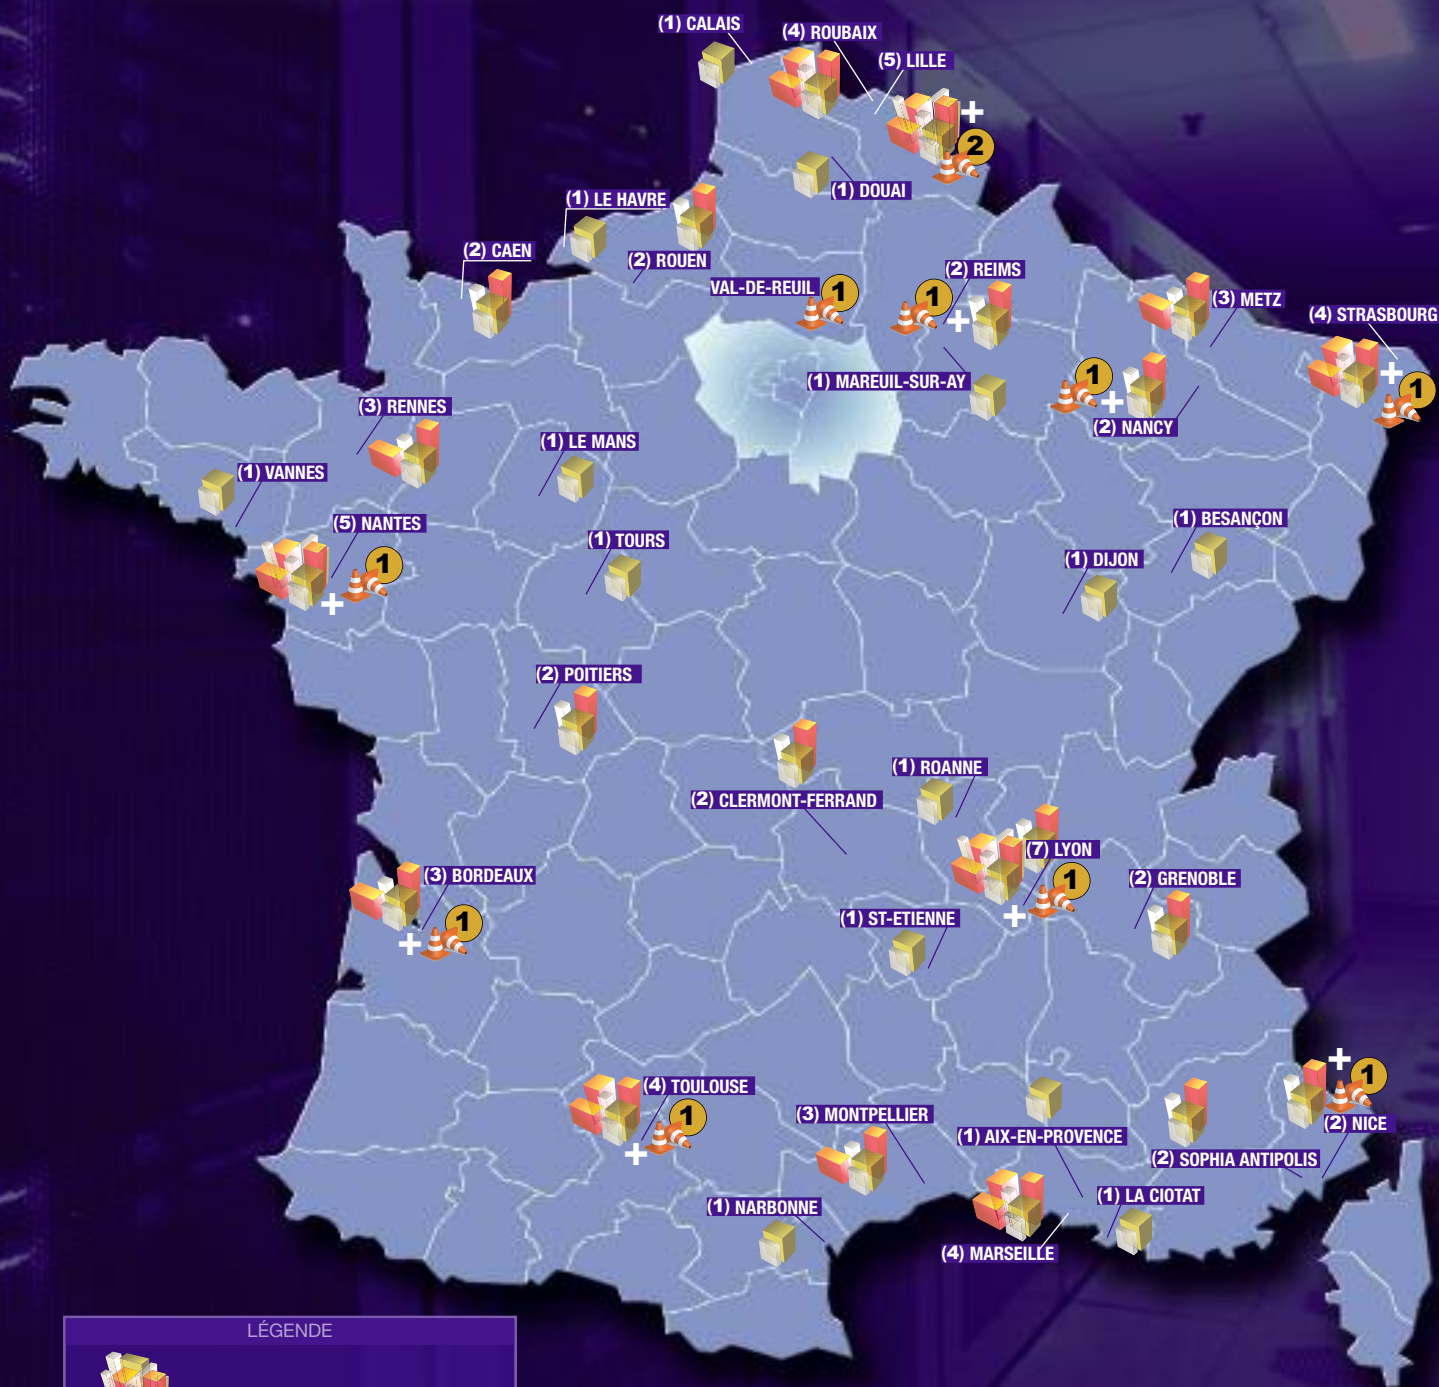 (1) CALAIS
(4) ROUBAIX
(5) LILLE
+
2
(1) DOUAI
(1) LE HAVRE
(2) CAEN
(2) ROUEN
VAL-DE-REUIL
1
1
(2) REIMS
+
(3) METZ
(4) STRASBOURG
+
1
(1) MAREUIL-SUR-AY
1
+
(2) NANCY
(3) RENNES
(1) LE MANS
(1) VANNES
(5) NANTES
1
+
(1) TOURS
(1) BESANÇON
(1) DIJON
(2) POITIERS
(1) ROANNE
(2) CLERMONT-FERRAND
(7) LYON
1
+
(2) GRENOBLE
(3) BORDEAUX
1
+
(1) ST-ETIENNE
(4) TOULOUSE
1
+
(3) MONTPELLIER
(1) AIX-EN-PROVENCE
+
1
(2) NICE
(2) SOPHIA ANTIPOLIS
(1) NARBONNE
(1) LA CIOTAT
(4) MARSEILLE
LÉGENDE